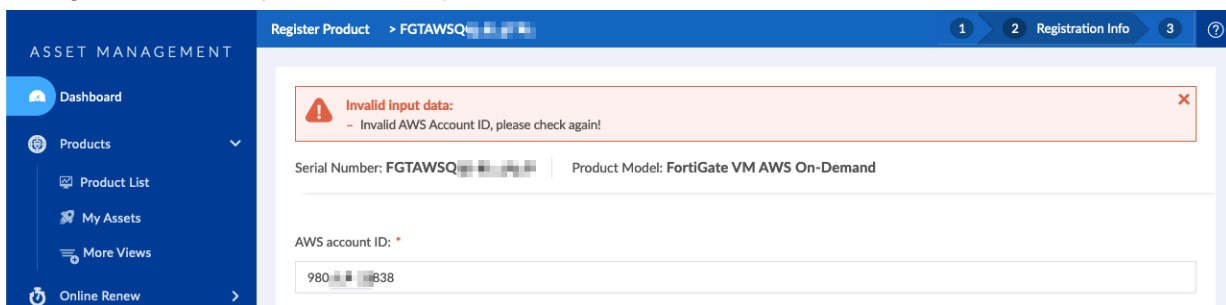 Register Product > FGTAWSQ
1 2 Registration Info 3
ASSET MANAGEMENT
Dashboard
Products
Product List
My Assets
More Views
Online Renew
Invalid input data:
– Invalid AWS Account ID, please check again!
Serial Number: FGTAWSQ
Product Model: FortiGate VM AWS On-Demand
AWS account ID: *
980 838